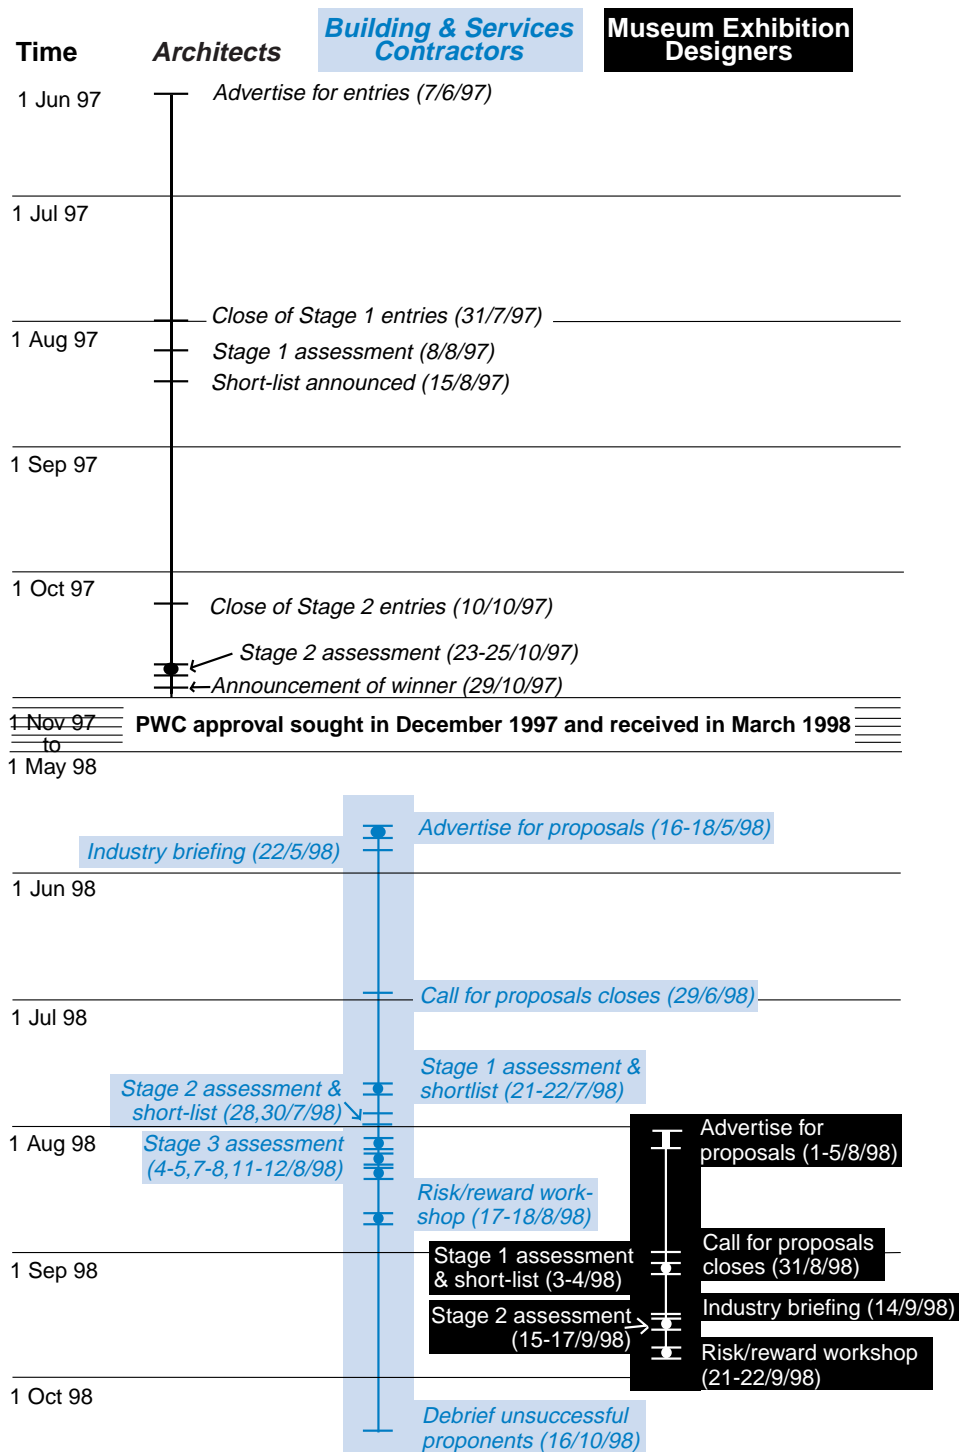 Time
Architects
Building & Services
Contractors
Museum Exhibition
Designers
1 Jun 97
Advertise for entries (7/6/97)
1 Jul 97
Close of Stage 1 entries (31/7/97)
1 Aug 97
Stage 1 assessment (8/8/97)
Short-list announced (15/8/97)
1 Sep 97
1 Oct 97
Close of Stage 2 entries (10/10/97)
Stage 2 assessment (23-25/10/97)
Announcement of winner (29/10/97)
1 Nov 97
to
1 May 98
PWC approval sought in December 1997 and received in March 1998
Advertise for proposals (16-18/5/98)
Industry briefing (22/5/98)
1 Jun 98
Call for proposals closes (29/6/98)
1 Jul 98
Stage 1 assessment &
shortlist (21-22/7/98)
Stage 2 assessment &
short-list (28,30/7/98)
1 Aug 98
Advertise for
proposals (1-5/8/98)
Stage 3 assessment
(4-5,7-8,11-12/8/98)
Risk/reward work-
shop (17-18/8/98)
Call for proposals
closes (31/8/98)
1 Sep 98
Stage 1 assessment
& short-list (3-4/98)
Industry briefing (14/9/98)
Stage 2 assessment
(15-17/9/98)
Risk/reward workshop
(21-22/9/98)
1 Oct 98
Debrief unsuccessful
proponents (16/10/98)